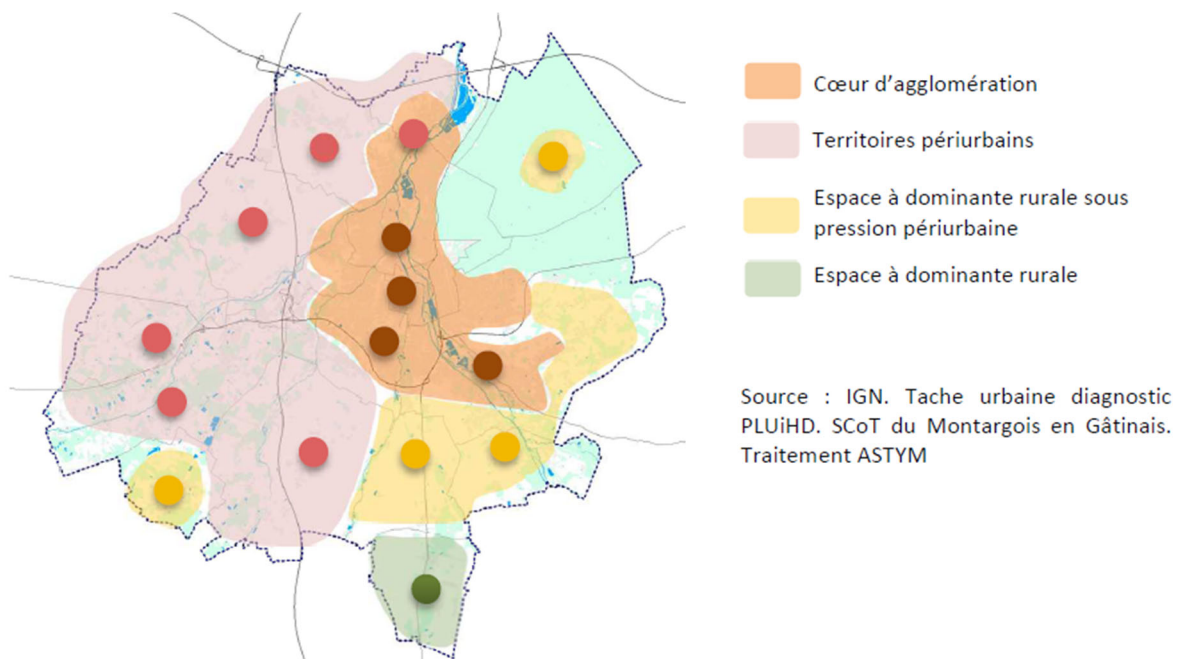 Cœur d’agglomération
Territoires périurbains
Espace à dominante rurale sous
pression périurbaine
Espace à dominante rurale
Source : IGN. Tache urbaine diagnostic
PLUiHD. SCoT du Montargois en Gâtinais.
Traitement ASTYM